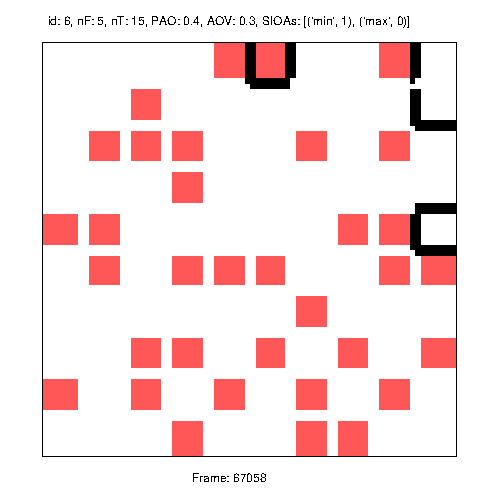 id: 6, nF: 5, nT: 15, PAO: 0.4, AOV: 0.3, SIOAs: [('min', 1), ('max', 0)]
Frame: 67058